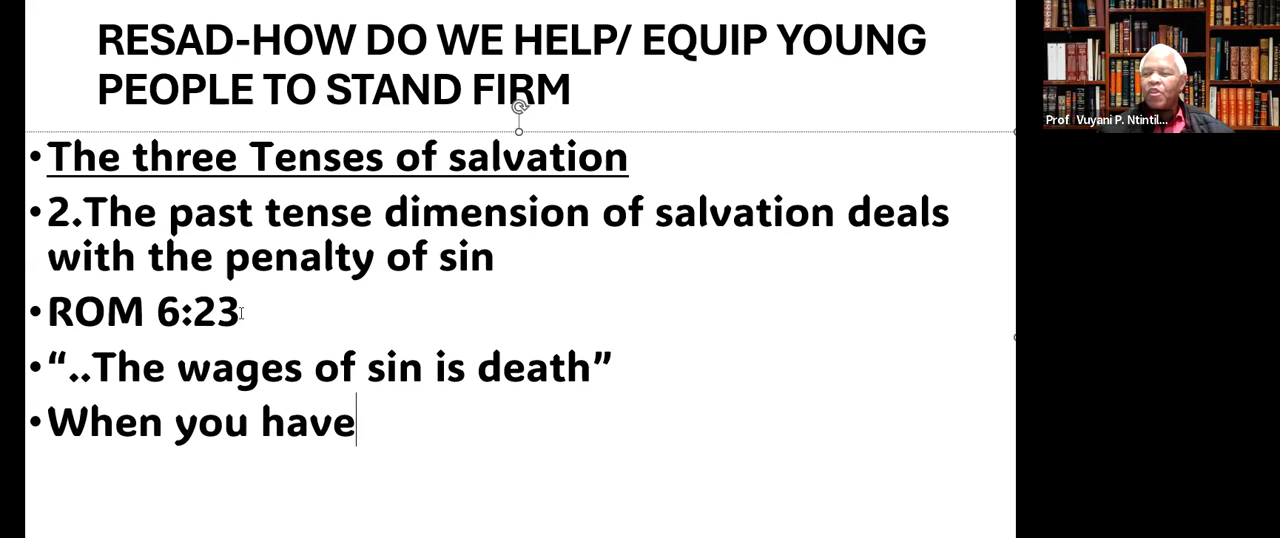 RESAD-HOW DO WE HELP/ EQUIP YOUNG
PEOPLE TO STAND FIRM
•The three Tenses of salvation
•2.The past tense dimension of salvation deals
with the penalty of sin
•ROM 6:23
•“..The wages of sin is death”
•When you have
Prof Vuyani P. Ntintil...